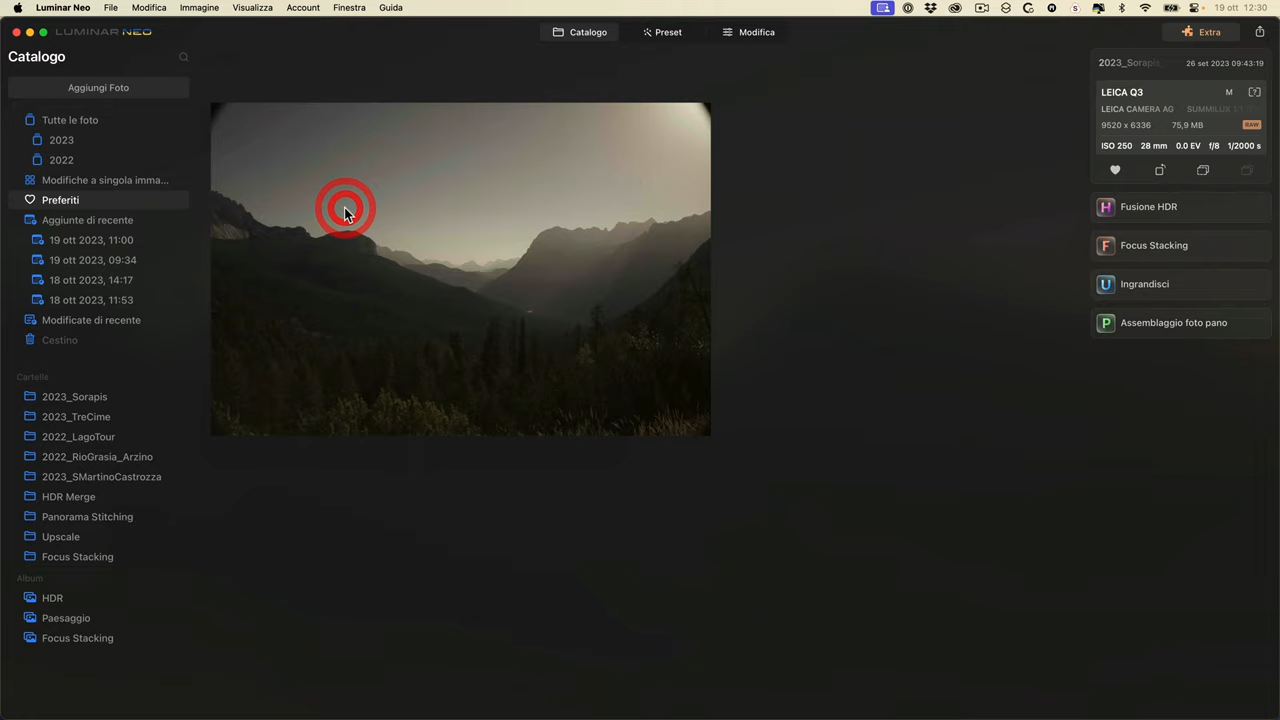 Luminar Neo File Modifica Immagine Visualizza Account Finestra Guida 19 ott 12:30
LUMINAR NEO Catalogo Preset Modifica Extra
Catalogo
Aggiungi Foto
Tutte le foto
2023
2022
Modifiche a singola imma...
Preferiti
Aggiunte di recente
19 ott 2023, 11:00
19 ott 2023, 09:34
18 ott 2023, 14:17
18 ott 2023, 11:53
Modificate di recente
Cestino
Cartelle
2023_Sorapis
2023_TreCime
2022_LagoTour
2022_RioGrasia_Arzino
2023_SMartinoCastrozza
HDR Merge
Panorama Stitching
Upscale
Focus Stacking
Album
HDR
Paesaggio
Focus Stacking
2023_Sorapis 26 set 2023 09:43:19
LEICA Q3 M
LEICA CAMERA AG SUMMILUX
9520 x 6336 75,9 MB RAW
ISO 250 28 mm 0.0 EV f/8 1/2000 s
H Fusione HDR
F Focus Stacking
U Ingrandisci
P Assemblaggio foto pano